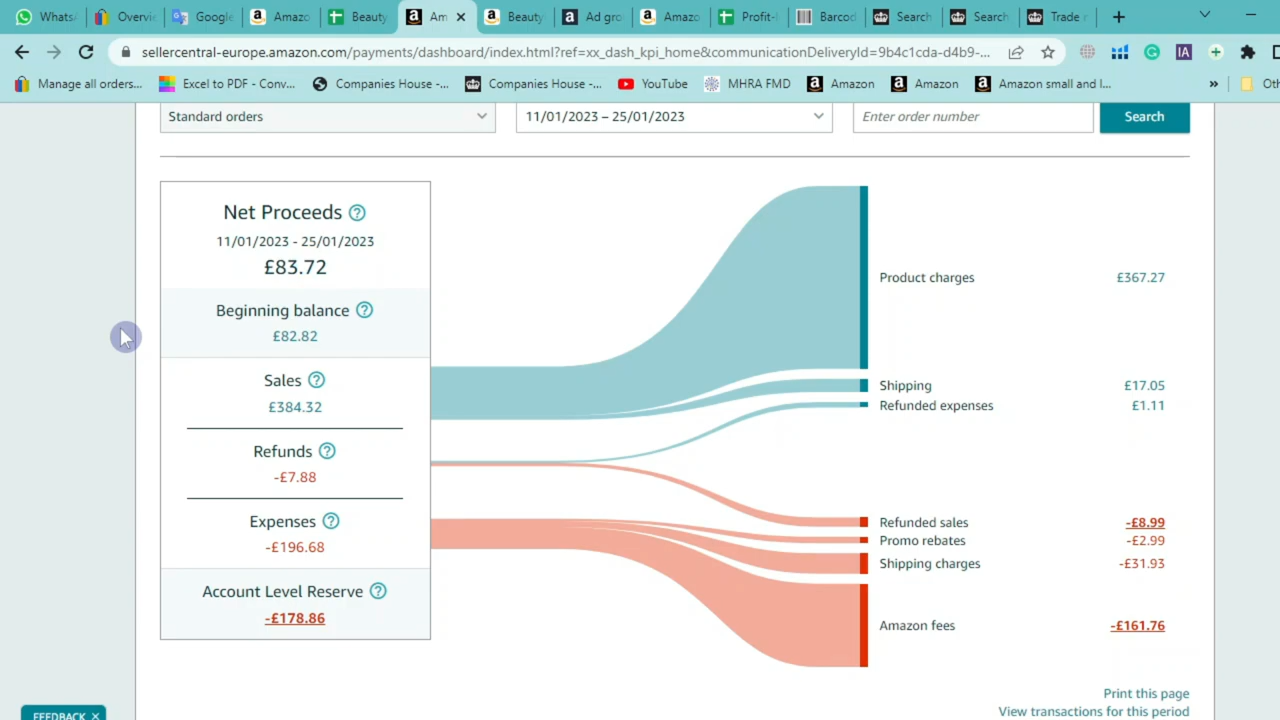 WhatsA
Overvie
Google
Amazo
Beauty
Am
Beauty
Ad gro
Amazo
Profit-
Barcod
Search
Search
Trade r
sellercentral-europe.amazon.com/payments/dashboard/index.html?ref=xx_dash_kpi_home&communicationDeliveryId=9b4c1cda-d4b9-...
Manage all orders... Excel to PDF - Conv... Companies House -... Companies House -... YouTube MHRA FMD Amazon Amazon Amazon small and l... » Oth
Standard orders 11/01/2023 – 25/01/2023 Enter order number Search
Net Proceeds ?
11/01/2023 - 25/01/2023
£83.72
Beginning balance ?
£82.82
Sales ?
£384.32
Refunds ?
-£7.88
Expenses ?
-£196.68
Account Level Reserve ?
-£178.86
Product charges £367.27
Shipping £17.05
Refunded expenses £1.11
Refunded sales -£8.99
Promo rebates -£2.99
Shipping charges -£31.93
Amazon fees -£161.76
Print this page
View transactions for this period
FEEDBACK X